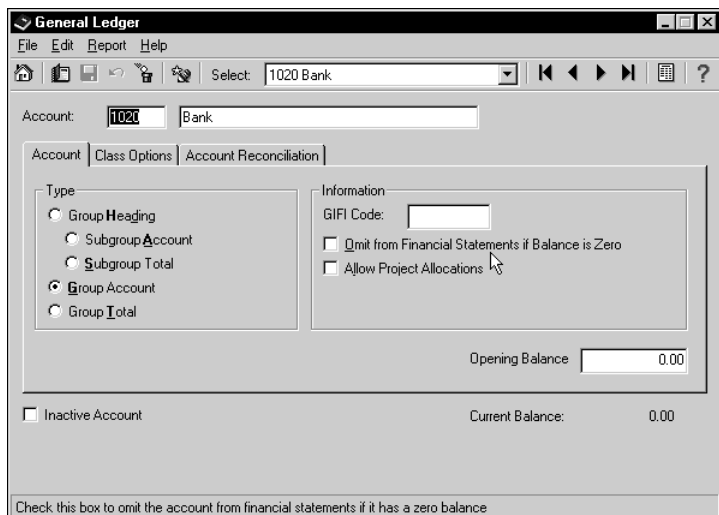 General Ledger
File Edit Report Help
Select: 1020 Bank
?
Account: 1020 Bank
Account Class Options Account Reconciliation
Type
Group Heading
Subgroup Account
Subgroup Total
Group Account
Group Total
Information
GIFI Code:
Omit from Financial Statements if Balance is Zero
Allow Project Allocations
Opening Balance 0.00
Inactive Account
Current Balance: 0.00
Check this box to omit the account from financial statements if it has a zero balance